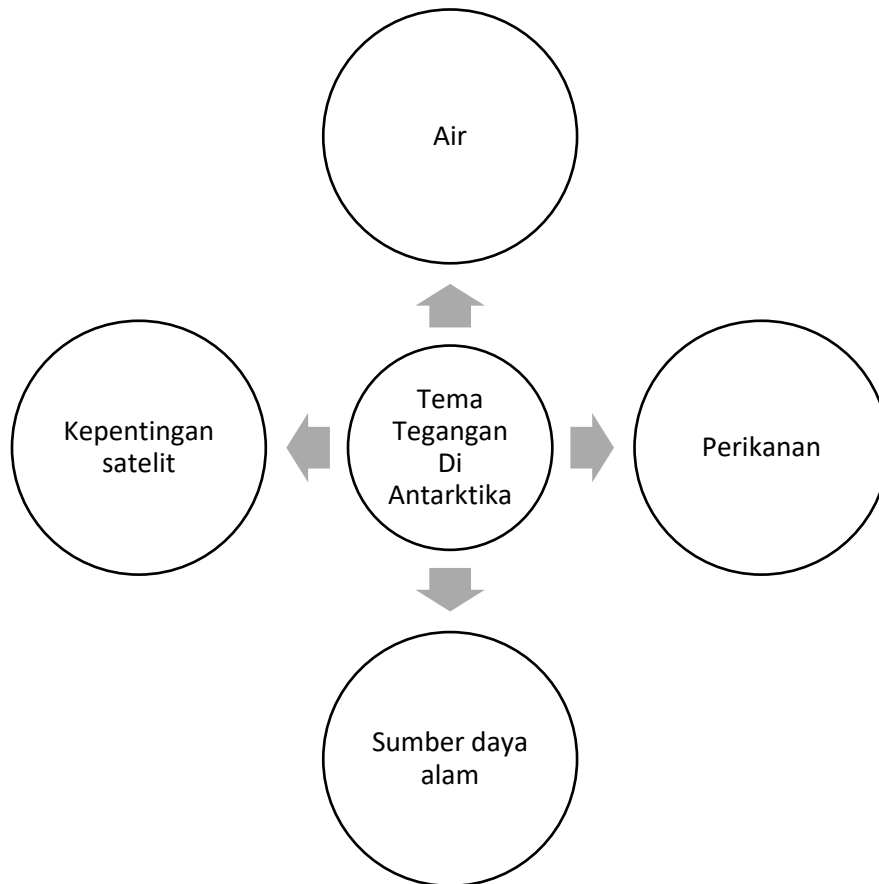 Air
Kepentingan
satelit
Tema
Tegangan
Di
Antarktika
Perikanan
Sumber daya
alam